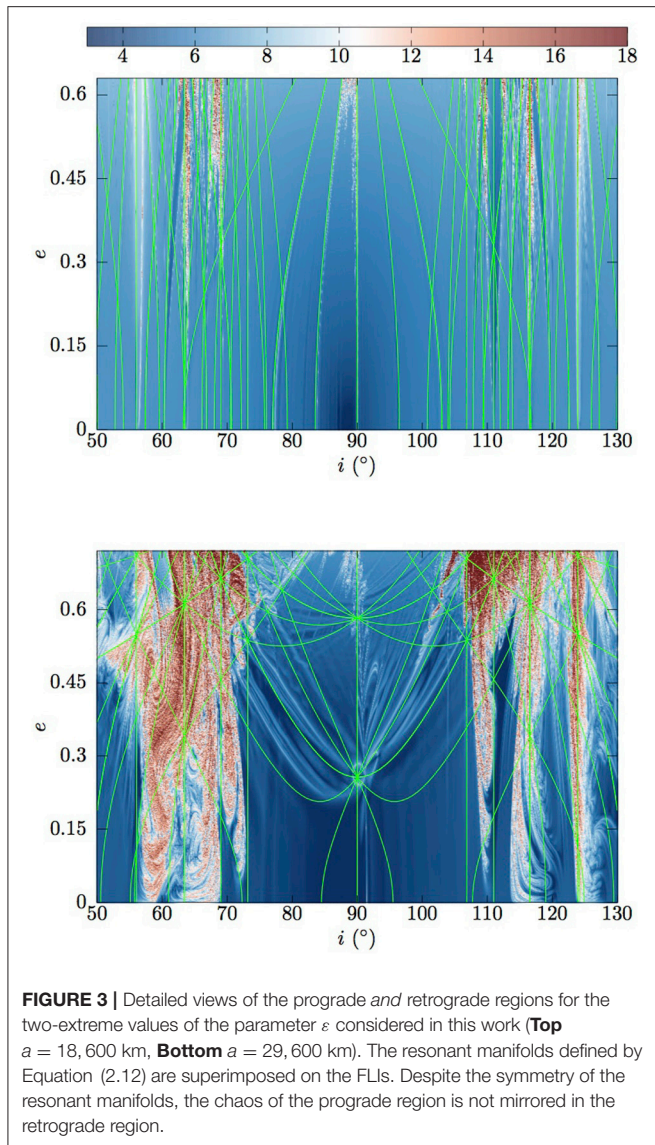 4 6 8 10 12 14 16 18
0.6
0.45
0.3
0.15
0
e
50 60 70 80 90 100 110 120 130
i (°)
0.6
0.45
0.3
0.15
0
e
50 60 70 80 90 100 110 120 130
i (°)
FIGURE 3 | Detailed views of the prograde and retrograde regions for the
two-extreme values of the parameter ε considered in this work (Top
a = 18, 600 km, Bottom a = 29, 600 km). The resonant manifolds defined by
Equation (2.12) are superimposed on the FLIs. Despite the symmetry of the
resonant manifolds, the chaos of the prograde region is not mirrored in the
retrograde region.